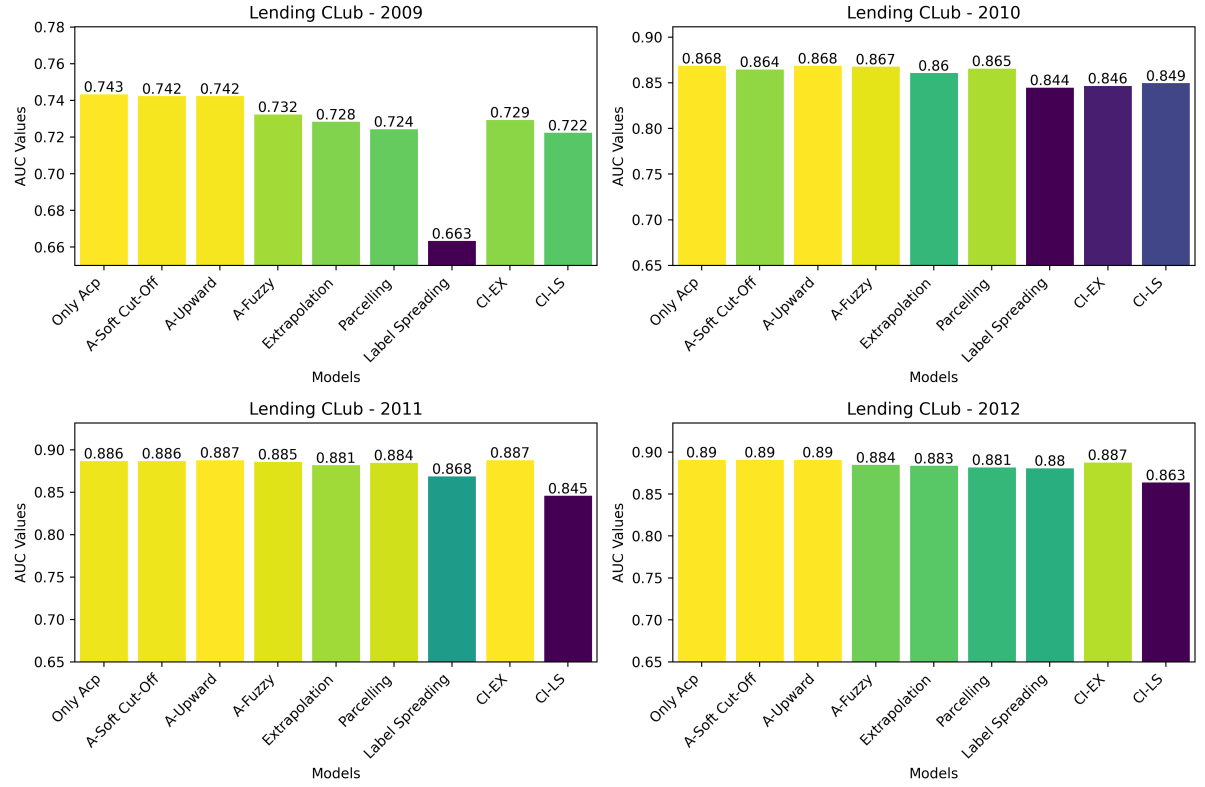 Lending CLub - 2009
AUC Values
0.78
0.76
0.74
0.72
0.70
0.68
0.66
0.743
0.742
0.742
0.732
0.728
0.724
0.663
0.729
0.722
Only Acp
A-Soft Cut-Off
A-Upward
A-Fuzzy
Extrapolation
Parcelling
Label Spreading
CI-EX
CI-LS
Models
Lending CLub - 2010
AUC Values
0.90
0.85
0.80
0.75
0.70
0.65
0.868
0.864
0.868
0.867
0.86
0.865
0.844
0.846
0.849
Only Acp
A-Soft Cut-Off
A-Upward
A-Fuzzy
Extrapolation
Parcelling
Label Spreading
CI-EX
CI-LS
Models
Lending CLub - 2011
AUC Values
0.90
0.85
0.80
0.75
0.70
0.65
0.886
0.886
0.887
0.885
0.881
0.884
0.868
0.887
0.845
Only Acp
A-Soft Cut-Off
A-Upward
A-Fuzzy
Extrapolation
Parcelling
Label Spreading
CI-EX
CI-LS
Models
Lending CLub - 2012
AUC Values
0.90
0.85
0.80
0.75
0.70
0.65
0.89
0.89
0.89
0.884
0.883
0.881
0.88
0.887
0.863
Only Acp
A-Soft Cut-Off
A-Upward
A-Fuzzy
Extrapolation
Parcelling
Label Spreading
CI-EX
CI-LS
Models